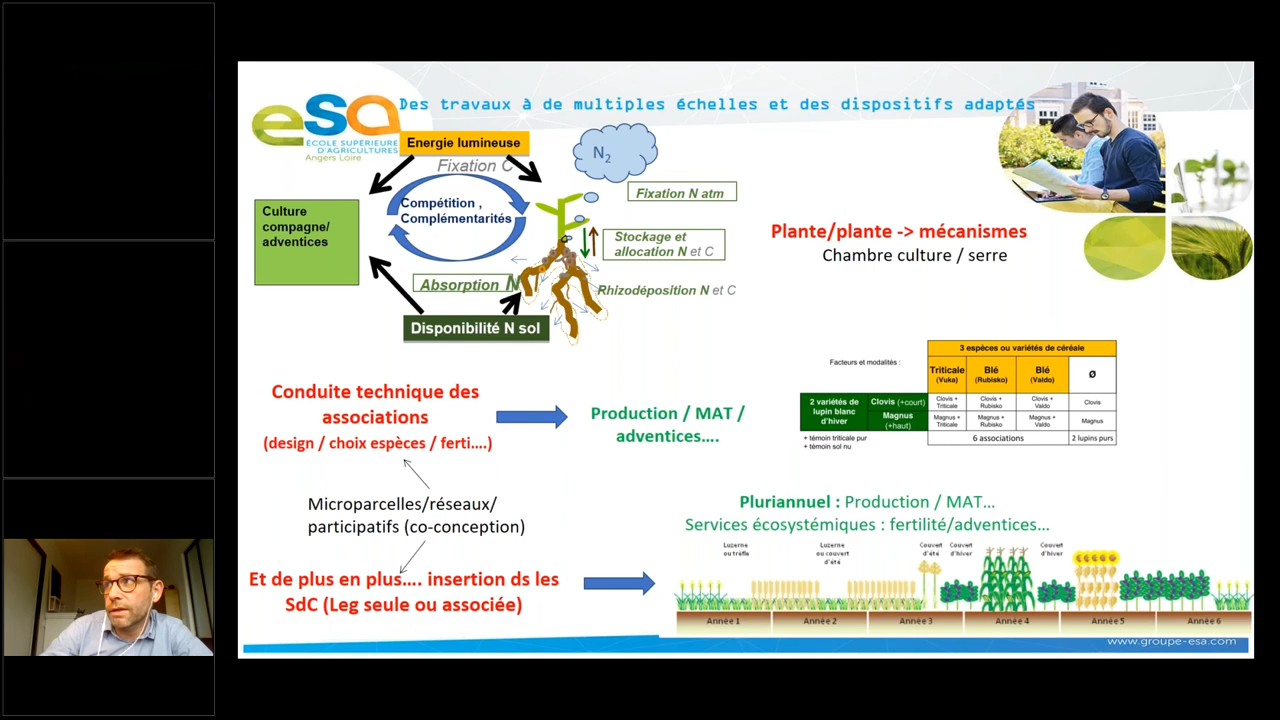 esa
ECOLE SUPÉRIEURE
D'AGRICULTURES
Angers Loire
Des travaux à de multiples échelles et des dispositifs adaptés
Energie lumineuse
Fixation C
N2
Fixation N atm
Culture
compagne/
adventices
Compétition ,
Complémentarités
Stockage et
allocation N et C
Absorption N
Rhizodéposition N et C
Disponibilité N sol
Plante/plante -> mécanismes
Chambre culture / serre
Facteurs et modalités :
3 espèces ou variétés de céréale
Triticale
(Vuka)
Blé
(Rubisko)
Blé
(Valdo)
Ø
2 variétés de
lupin blanc
d'hiver
Clovis (+court)
Clovis +
Triticale
Clovis +
Rubisko
Clovis +
Valdo
Clovis
Magnus
(+haut)
Magnus +
Triticale
Magnus +
Rubisko
Magnus +
Valdo
Magnus
+ témoin triticale pur
+ témoin sol nu
6 associations
2 lupins purs
Conduite technique des
associations
(design / choix espèces / ferti....)
Production / MAT /
adventices....
Microparcelles/réseaux/
participatifs (co-conception)
Et de plus en plus.... insertion ds les
SdC (Leg seule ou associée)
Pluriannuel : Production / MAT...
Services écosystémiques : fertilité/adventices...
Luzerne
ou trèfle
Luzerne
ou couvert
d'été
Couvert
d'été
Couvert
d'hiver
Couvert
d'hiver
Année 1
Année 2
Année 3
Année 4
Année 5
Année 6
www.groupe-esa.com